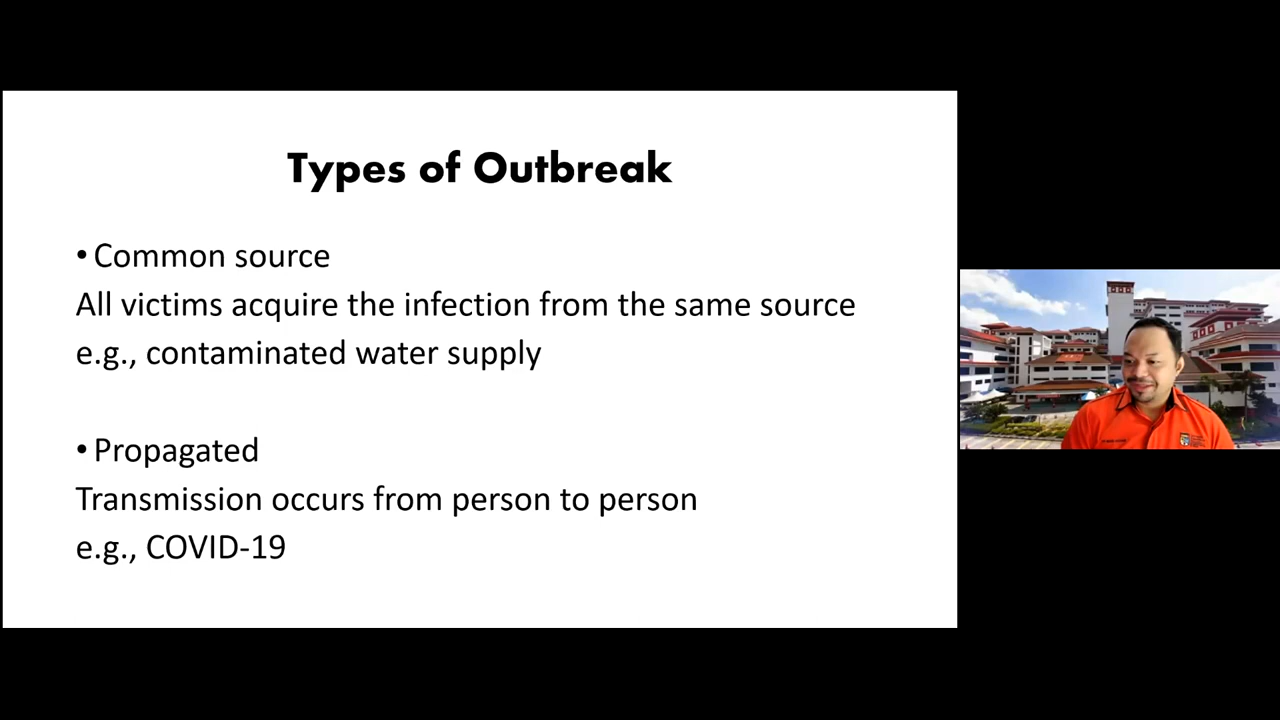 Types of Outbreak
• Common source
All victims acquire the infection from the same source
e.g., contaminated water supply
• Propagated
Transmission occurs from person to person
e.g., COVID-19